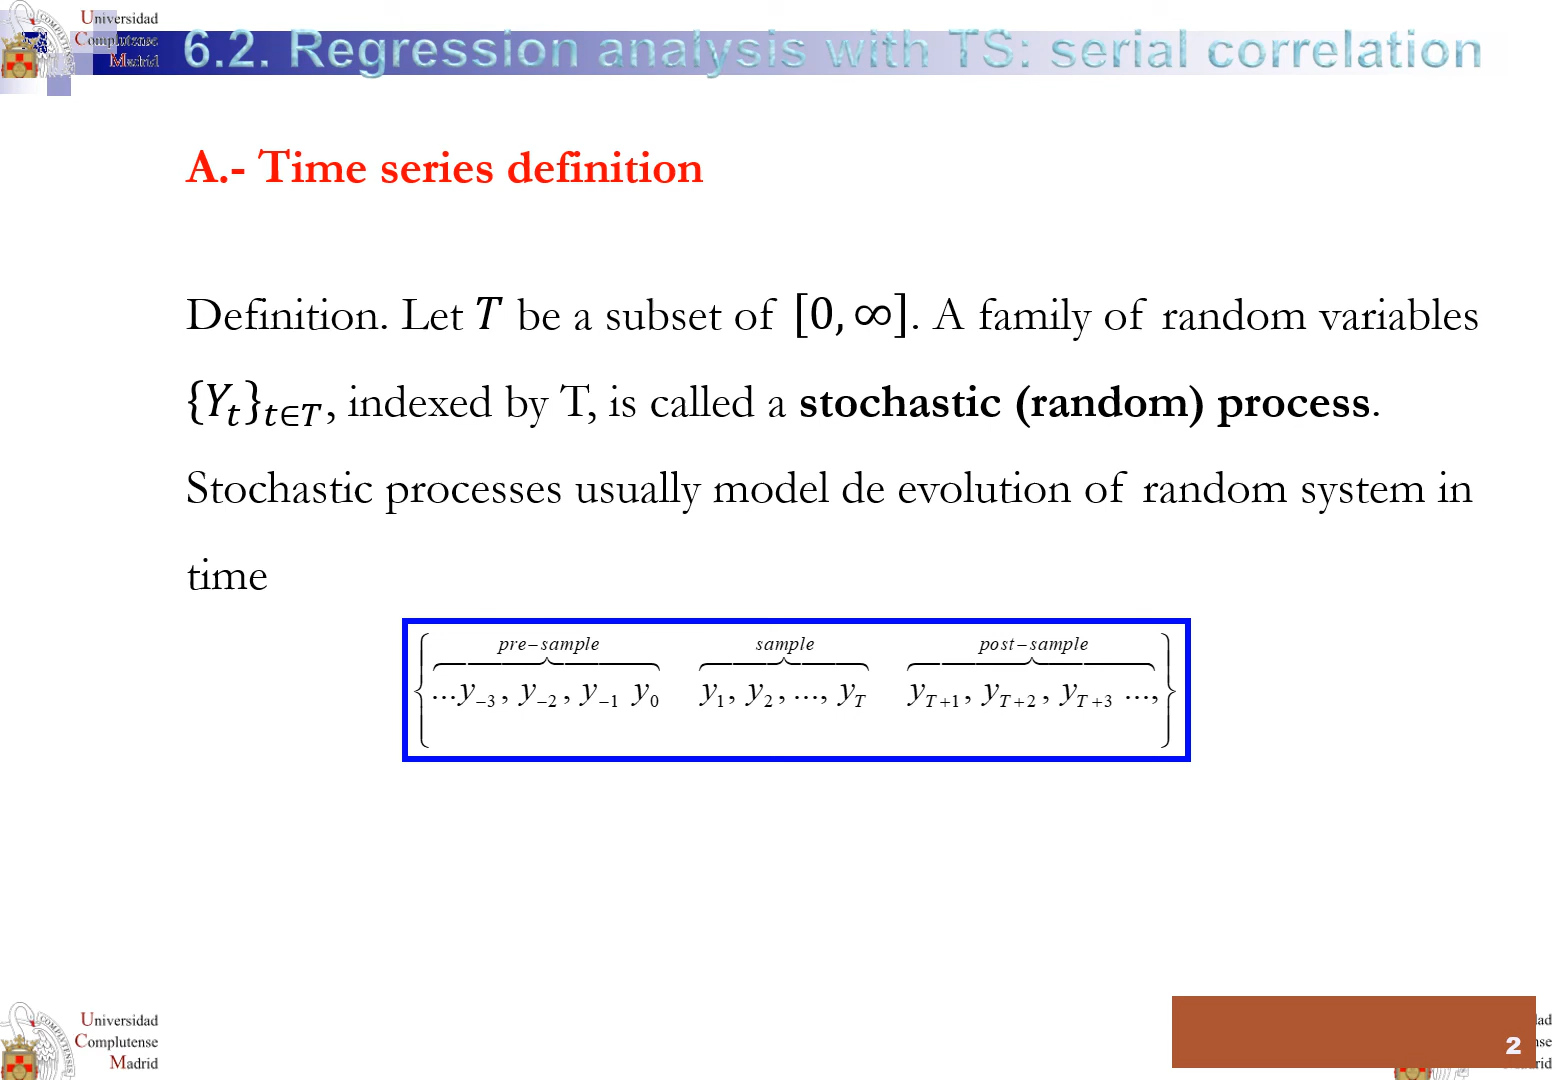 Universidad
Complutense
Madrid
6.2. Regression analysis with TS: serial correlation
A.- Time series definition
Definition. Let T be a subset of [0, ∞]. A family of random variables
{Y_t}_{t∈T}, indexed by T, is called a stochastic (random) process.
Stochastic processes usually model de evolution of random system in
time
pre−sample sample post−sample
{...y_{−3}, y_{−2}, y_{−1} y_0 y_1, y_2, ..., y_T y_{T+1}, y_{T+2}, y_{T+3} ...,}
Universidad
Complutense
Madrid
2